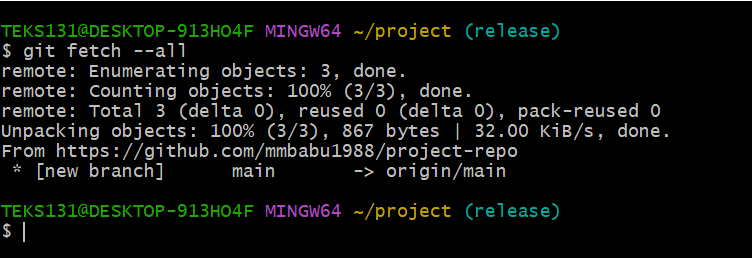 TEKS131@DESKTOP-913HO4F MINGW64 ~/project (release)
$ git fetch --all
remote: Enumerating objects: 3, done.
remote: Counting objects: 100% (3/3), done.
remote: Total 3 (delta 0), reused 0 (delta 0), pack-reused 0
Unpacking objects: 100% (3/3), 867 bytes | 32.00 KiB/s, done.
From https://github.com/mmbabu1988/project-repo
 * [new branch]      main       -> origin/main
TEKS131@DESKTOP-913HO4F MINGW64 ~/project (release)
$